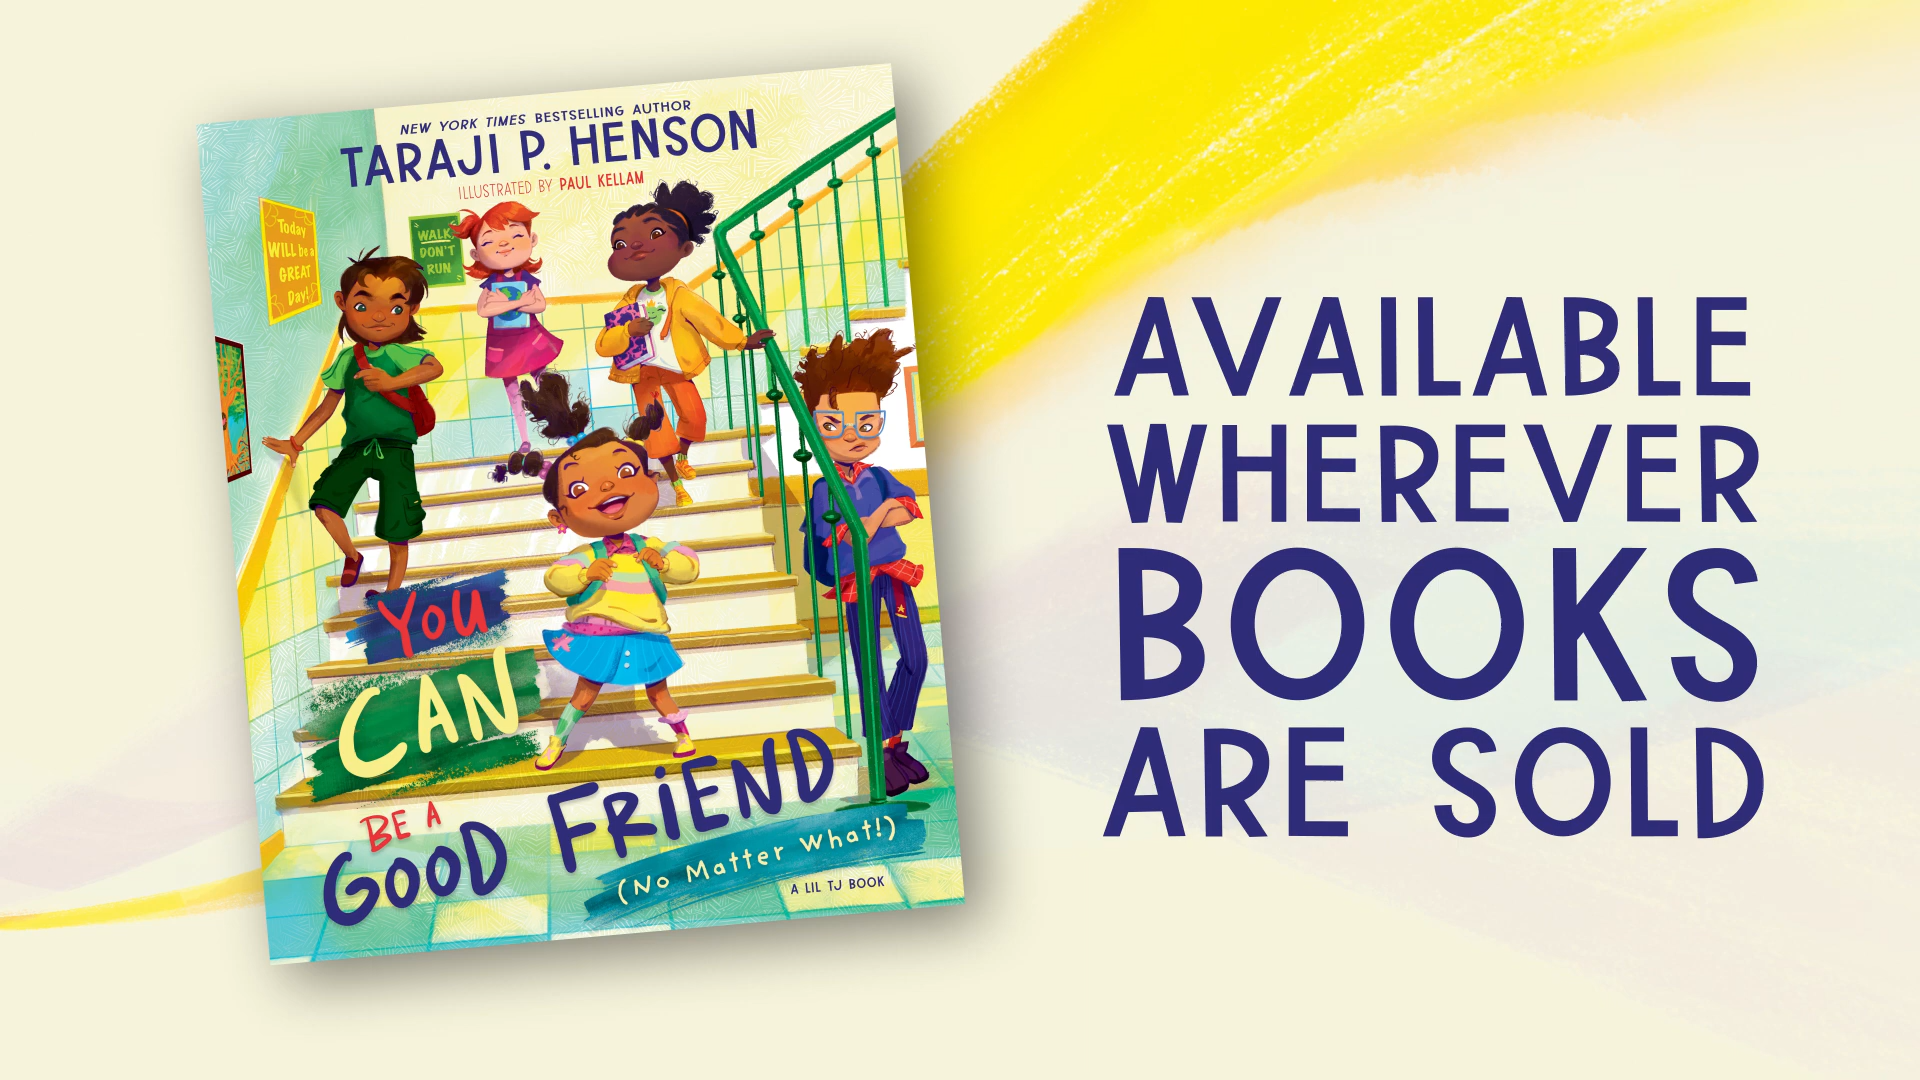 NEW YORK TIMES BESTSELLING AUTHOR
TARAJI P. HENSON
ILLUSTRATED BY PAUL KELLAM
Today
WILL be a
GREAT
Day!
WALK
DON'T
RUN
YOU
CAN
BE A
GOOD FRIEND
(No Matter What!)
A LIL TJ BOOK
AVAILABLE
WHEREVER
BOOKS
ARE SOLD